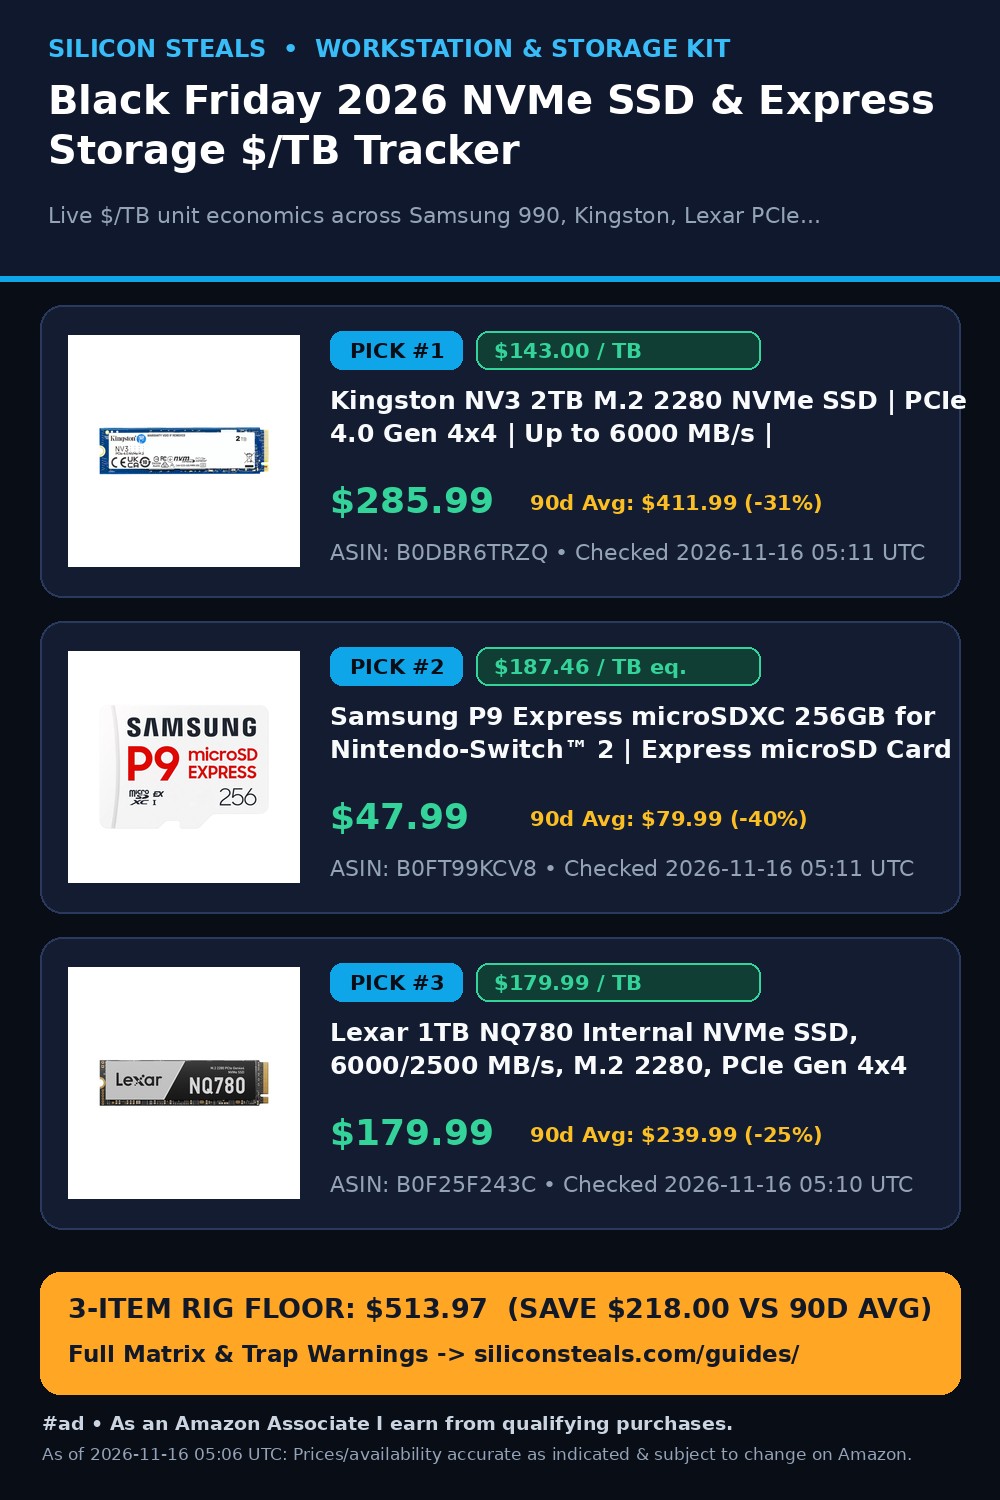 SILICON STEALS • WORKSTATION & STORAGE KIT
Black Friday 2026 NVMe SSD & Express
Storage $/TB Tracker
Live $/TB unit economics across Samsung 990, Kingston, Lexar PCIe...
PICK #1
$143.00 / TB
Kingston NV3 2TB M.2 2280 NVMe SSD | PCIe
4.0 Gen 4x4 | Up to 6000 MB/s |
$285.99
90d Avg: $411.99 (-31%)
ASIN: B0DBR6TRZQ • Checked 2026-11-16 05:11 UTC
Kingston
2TB
NV3
nvm
PICK #2
$187.46 / TB eq.
Samsung P9 Express microSDXC 256GB for
Nintendo-Switch™ 2 | Express microSD Card
$47.99
90d Avg: $79.99 (-40%)
ASIN: B0FT99KCV8 • Checked 2026-11-16 05:11 UTC
SAMSUNG
P9 microSD
EXPRESS
micro SD XC EX I
256
PICK #3
$179.99 / TB
Lexar 1TB NQ780 Internal NVMe SSD,
6000/2500 MB/s, M.2 2280, PCIe Gen 4x4
$179.99
90d Avg: $239.99 (-25%)
ASIN: B0F25F243C • Checked 2026-11-16 05:10 UTC
Lexar
NQ780
3-ITEM RIG FLOOR: $513.97 (SAVE $218.00 VS 90D AVG)
Full Matrix & Trap Warnings -> siliconsteals.com/guides/
#ad • As an Amazon Associate I earn from qualifying purchases.
As of 2026-11-16 05:06 UTC: Prices/availability accurate as indicated & subject to change on Amazon.